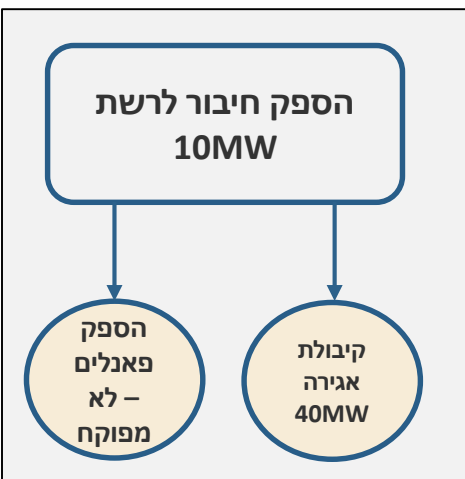 הספק חיבור לרשת
10MW
הספק
פאנלים
– לא
מפוקח
קיבולת
אגירה
40MW